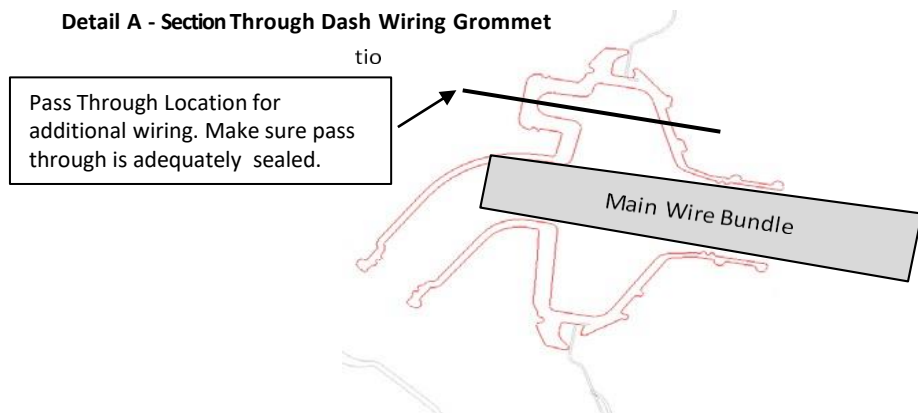 Detail A - Section Through Dash Wiring Grommet
tio
Pass Through Location for
additional wiring. Make sure pass
through is adequately sealed.
Main Wire Bundle